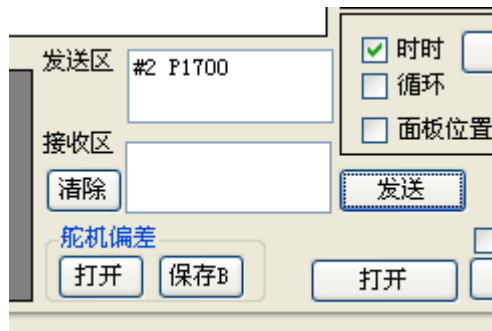 发送区
#2 P1700
时时
循环
面板位置
接收区
清除
发送
舵机偏差
打开
保存B
打开